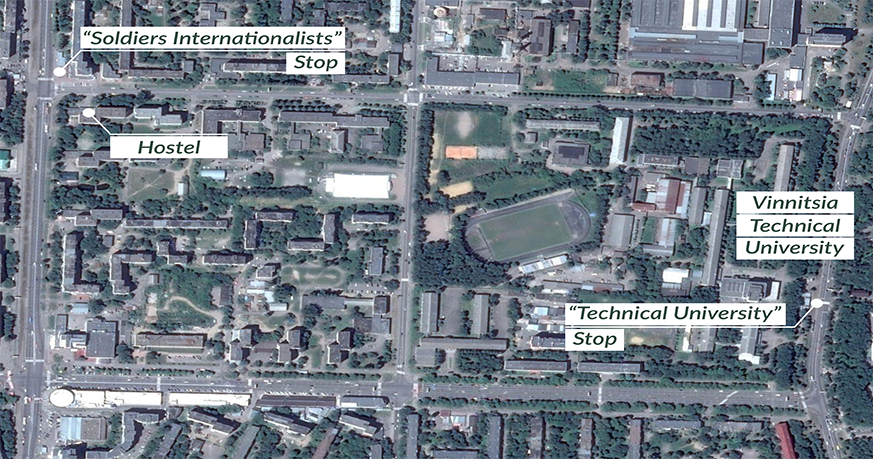 “Soldiers Internationalists”
Stop
Hostel
Vinnitsia
Technical
University
“Technical University”
Stop